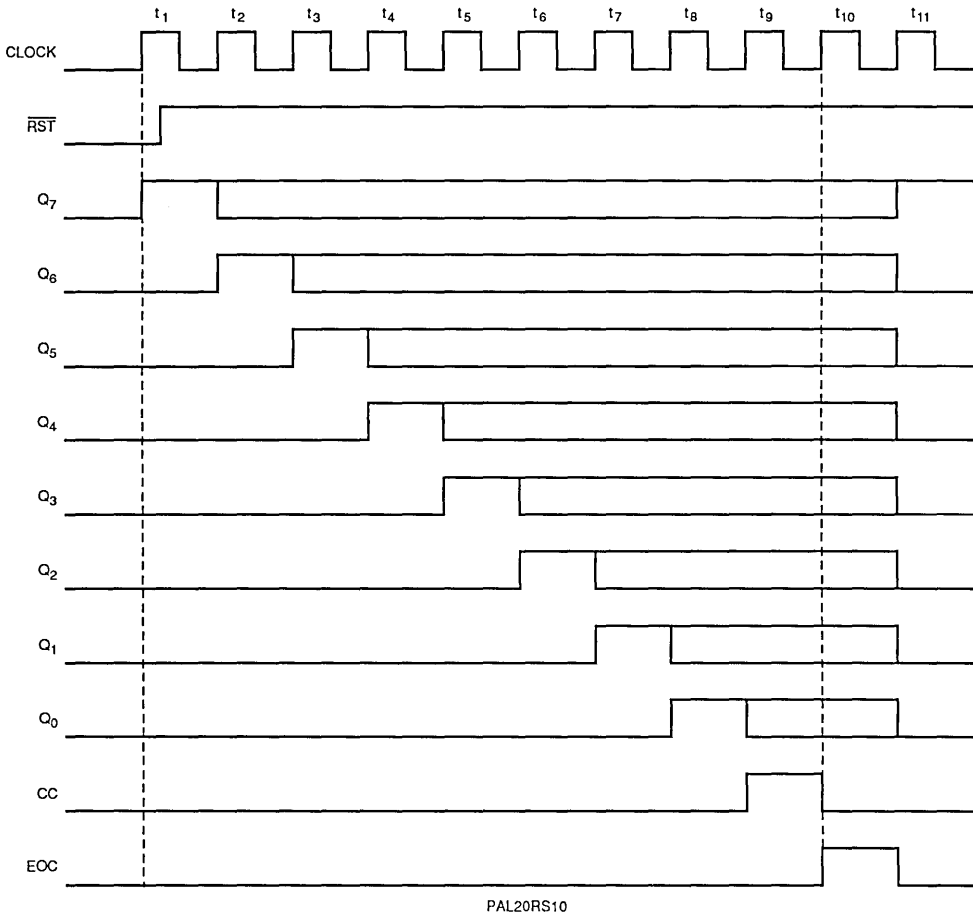 t1 t2 t3 t4 t5 t6 t7 t8 t9 t10 t11
CLOCK
RST
Q7
Q6
Q5
Q4
Q3
Q2
Q1
Q0
CC
EOC
PAL20RS10